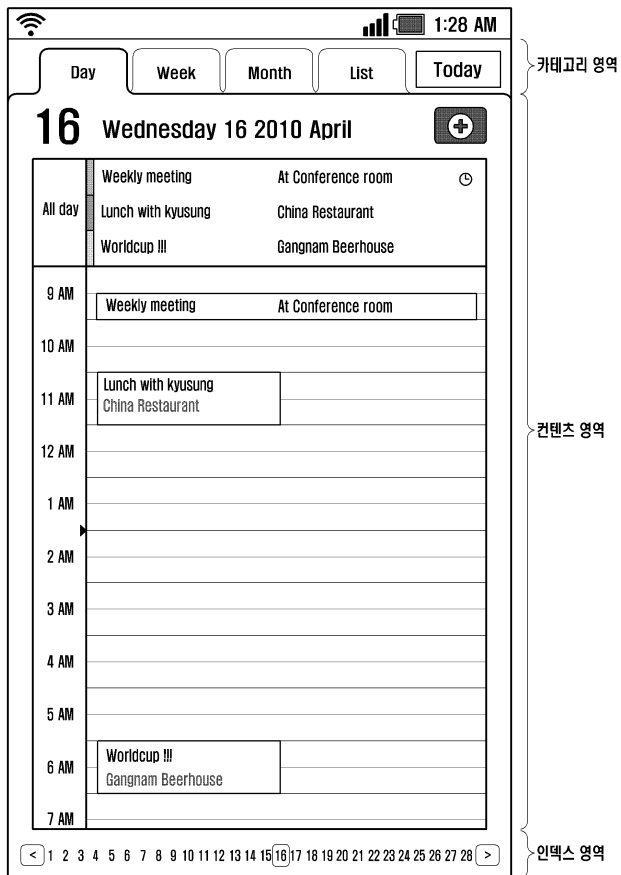 1:28 AM
Day Week Month List Today
카테고리 영역
16 Wednesday 16 2010 April
All day
Weekly meeting At Conference room
Lunch with kyusung China Restaurant
Worldcup !!! Gangnam Beerhouse
9 AM
Weekly meeting At Conference room
10 AM
Lunch with kyusung
11 AM
China Restaurant
컨텐츠 영역
12 AM
1 AM
2 AM
3 AM
4 AM
5 AM
Worldcup !!!
6 AM
Gangnam Beerhouse
7 AM
< 1 2 3 4 5 6 7 8 9 10 11 12 13 14 15 16 17 18 19 20 21 22 23 24 25 26 27 28 >
인덱스 영역